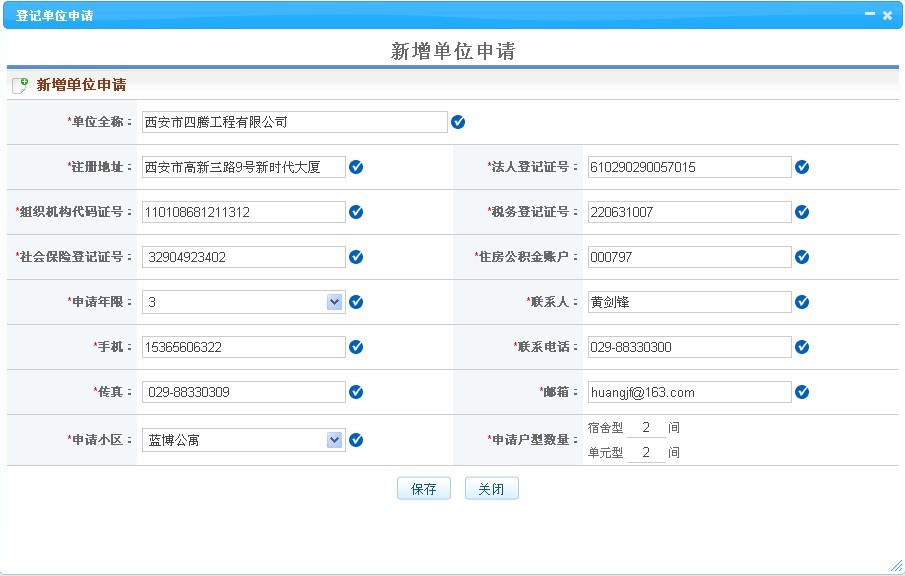 登记单位申请
新增单位申请
新增单位申请
*单位全称： 西安市四腾工程有限公司
*注册地址： 西安市高新三路9号新时代大厦 *法人登记证号： 610290290057015
*组织机构代码证号： 110108681211312 *税务登记证号： 220631007
*社会保险登记证号： 32904923402 *住房公积金账户： 000797
*申请年限： 3 *联系人： 黄剑锋
*手机： 15365606322 *联系电话： 029-88330300
*传真： 029-88330309 *邮箱： huangjf@163.com
*申请小区： 蓝博公寓 *申请户型数量： 宿舍型 2 间
单元型 2 间
保存 关闭